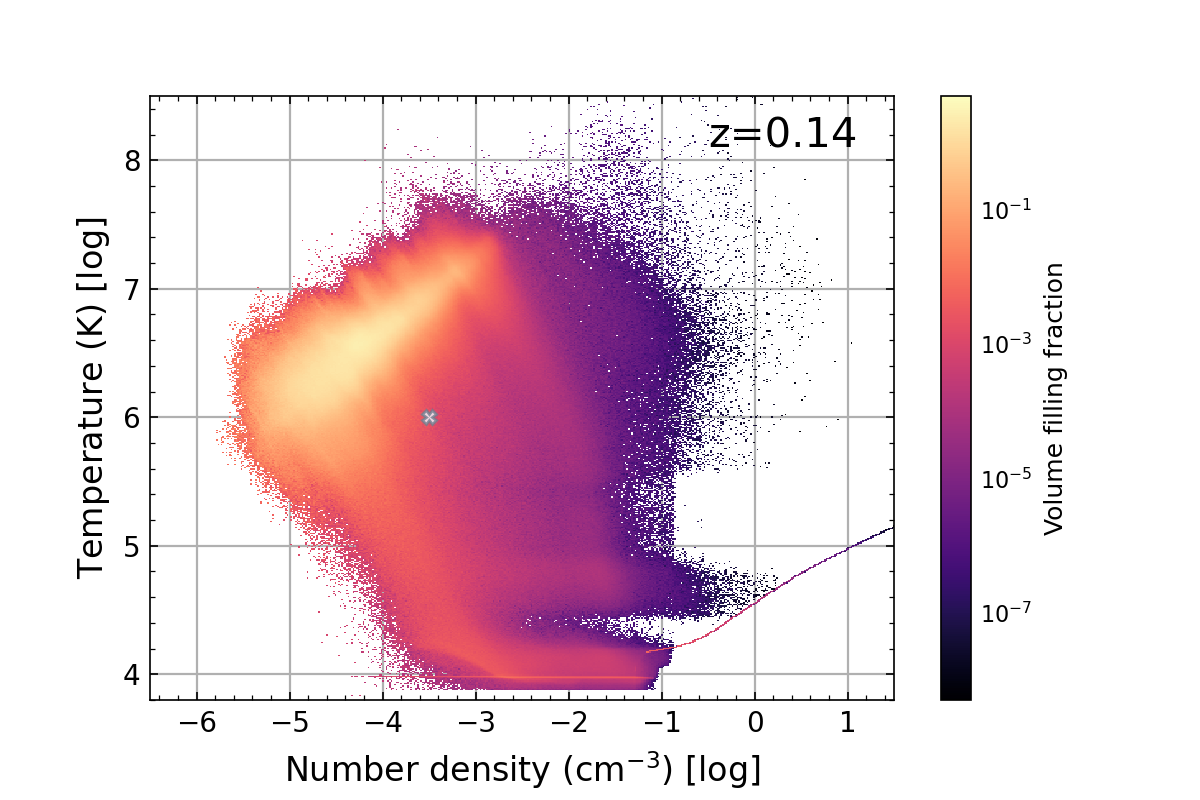 z=0.14
8
7
6
5
4
Temperature (K) [log]
−6 −5 −4 −3 −2 −1 0 1
Number density (cm⁻³) [log]
10⁻¹
10⁻³
10⁻⁵
10⁻⁷
Volume filling fraction